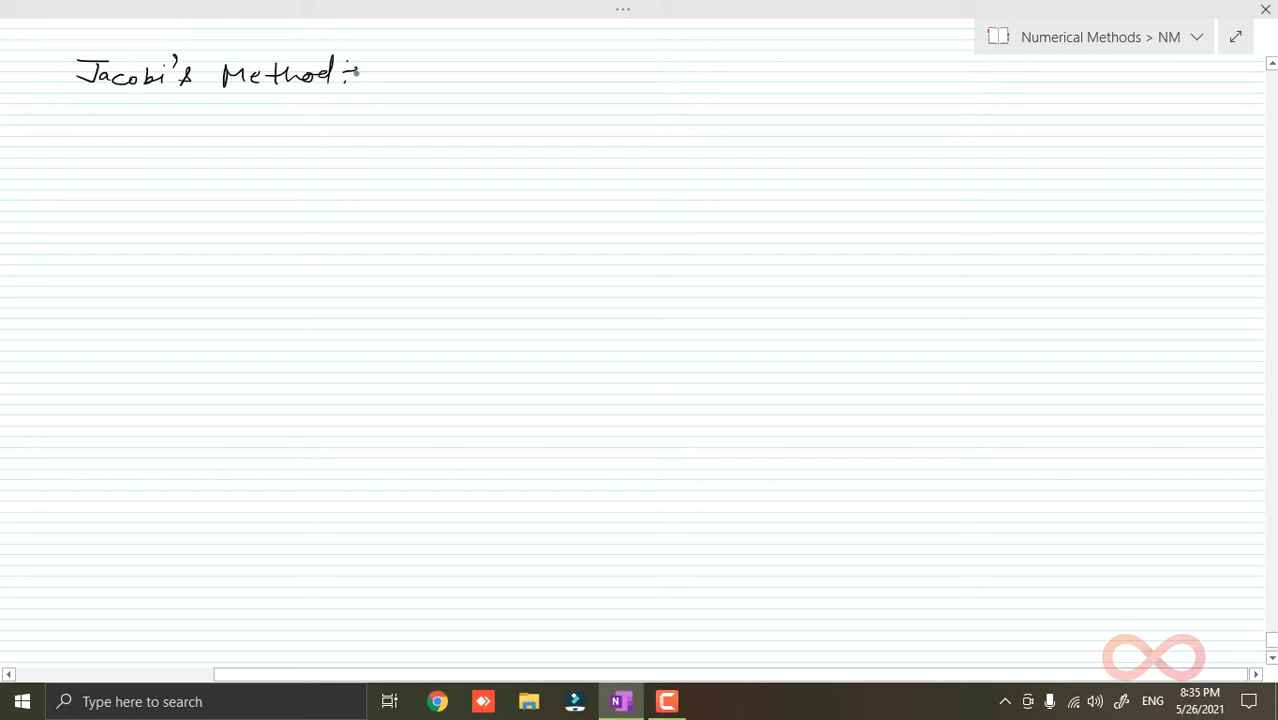 Numerical Methods > NM
Jacobi's Method :-
Type here to search
ENG
8:35 PM
5/26/2021